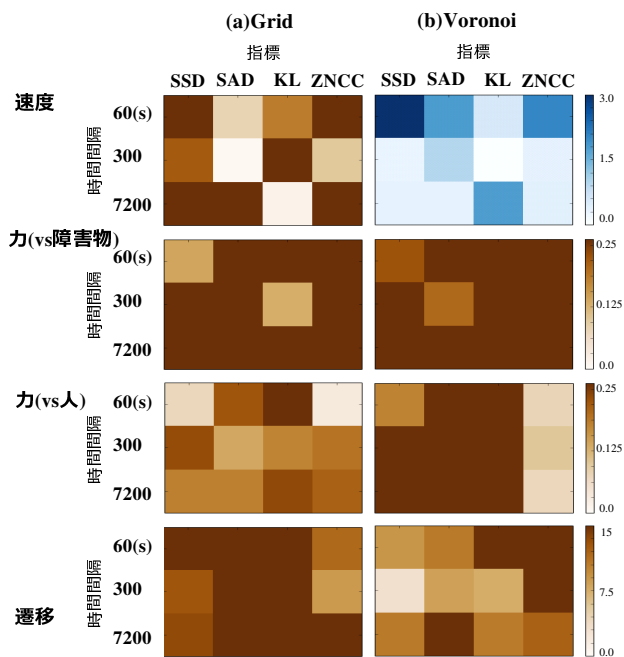 (a)Grid
(b)Voronoi
指標
指標
SSD SAD KL ZNCC
SSD SAD KL ZNCC
速度
時間間隔
60(s)
300
7200
3.0
1.5
0.0
力(vs障害物)
時間間隔
60(s)
300
7200
0.25
0.125
0.0
力(vs人)
時間間隔
60(s)
300
7200
0.25
0.125
0.0
遷移
時間間隔
60(s)
300
7200
15
7.5
0.0